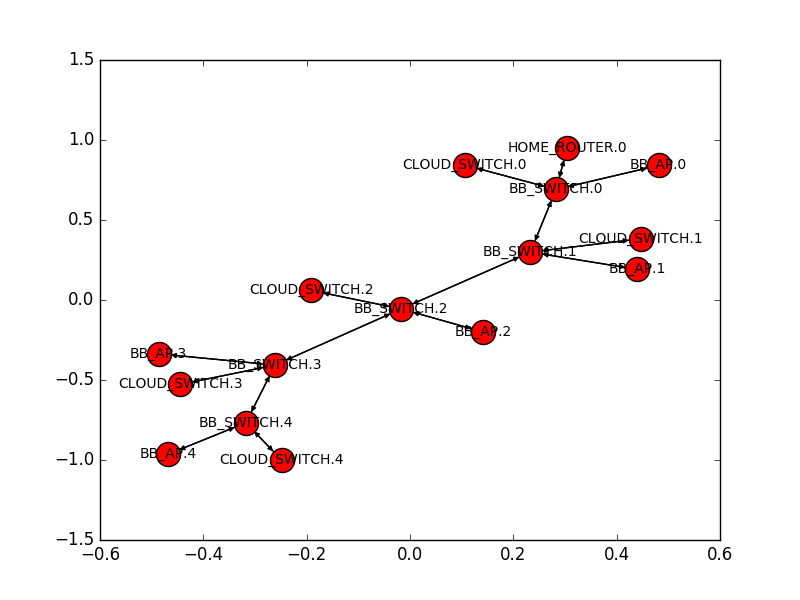 1.5
1.0
0.5
0.0
−0.5
−1.0
−1.5
HOME_ROUTER.0
CLOUD_SWITCH.0
BB_AP.0
BB_SWITCH.0
CLOUD_SWITCH.1
BB_SWITCH.1
BB_AP.1
CLOUD_SWITCH.2
BB_SWITCH.2
BB_AP.2
BB_AP.3
BB_SWITCH.3
CLOUD_SWITCH.3
BB_SWITCH.4
BB_AP.4
CLOUD_SWITCH.4
−0.6 −0.4 −0.2 0.0 0.2 0.4 0.6